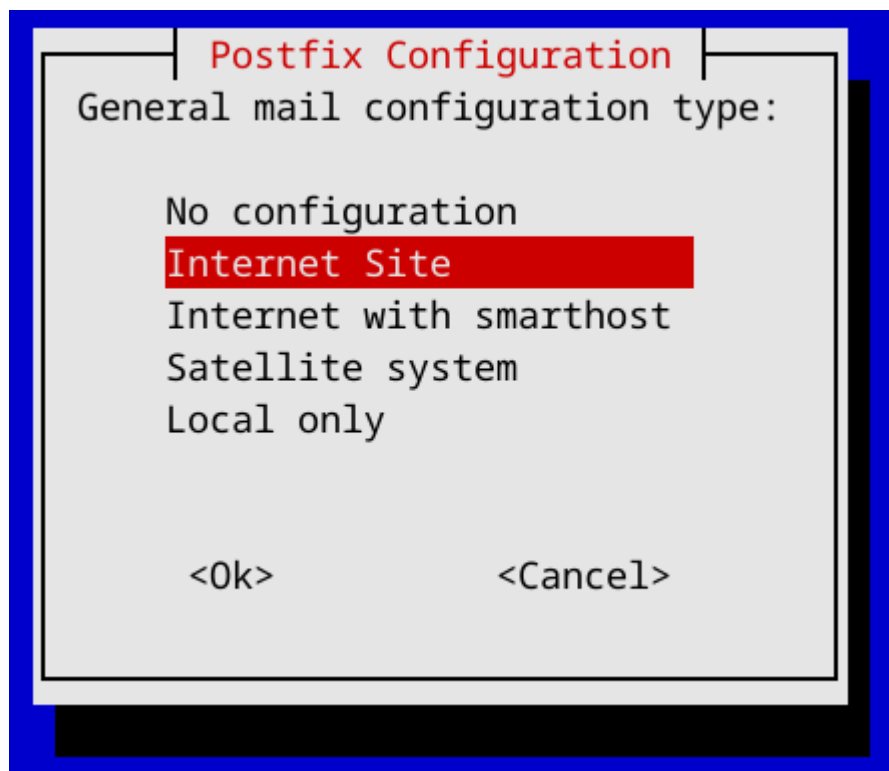 Postfix Configuration
General mail configuration type:
No configuration
Internet Site
Internet with smarthost
Satellite system
Local only
<Ok> <Cancel>